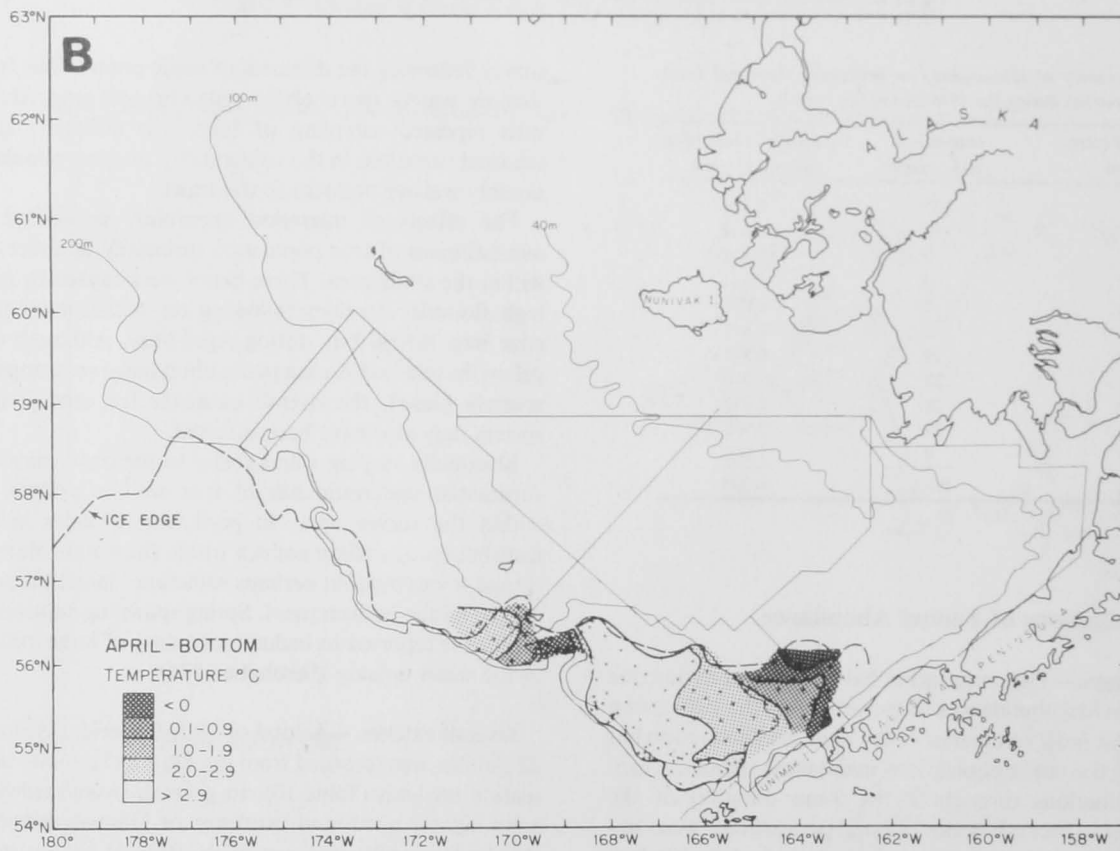 63°N
B
100m
62°N
A L A S K A
61°N
200m
40m
NUNIVAK I.
60°N
59°N
58°N
ICE EDGE
57°N
APRIL-BOTTOM
56°N
TEMPERATURE °C
<0
0.1-0.9
1.0-1.9
55°N
2.0-2.9
>2.9
UNIMAK
PENINSULA
54°N
180°
178°W
176°W
174°W
172°W
170°W
168°W
166°W
164°W
162°W
160°W
158°W